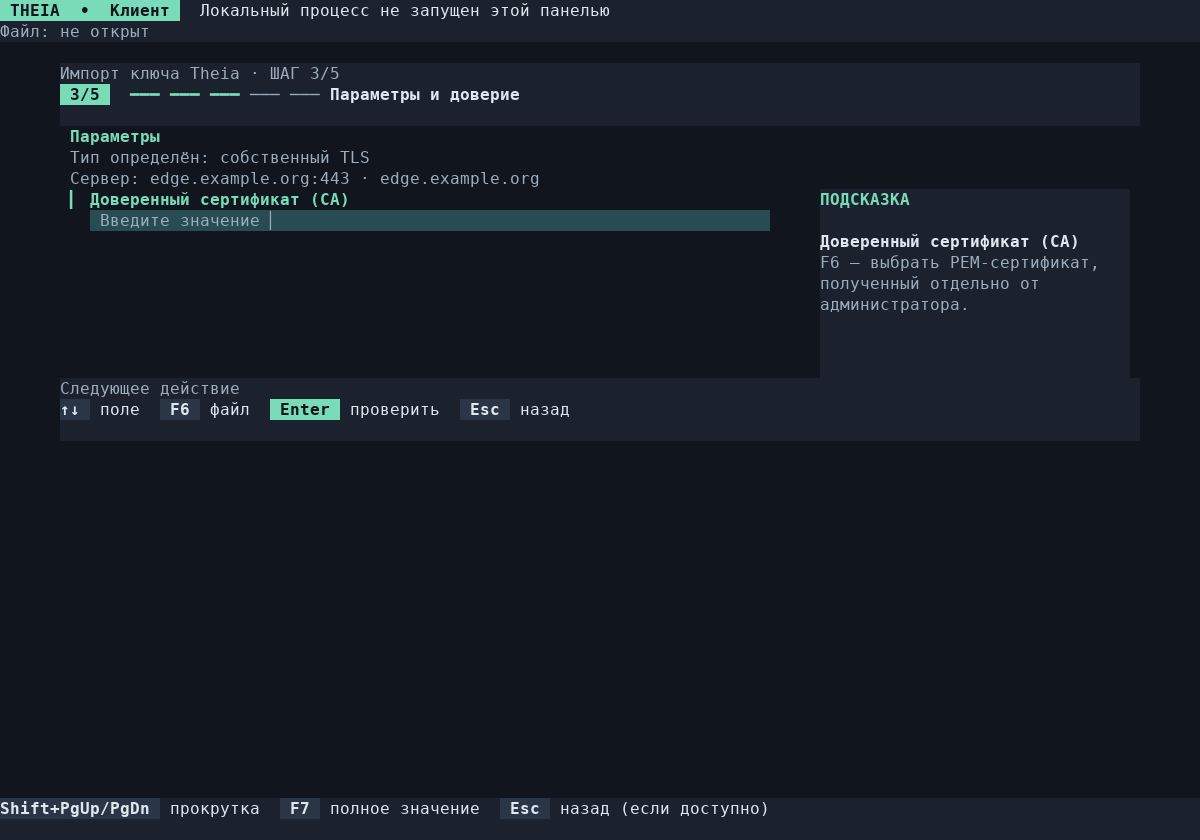 THEIA • Клиент Локальный процесс не запущен этой панелью
Файл: не открыт
Импорт ключа Theia · ШАГ 3/5
3/5 ━━━ ━━━ ━━━ ─── ─── Параметры и доверие
Параметры
Тип определён: собственный TLS
Сервер: edge.example.org:443 · edge.example.org
Доверенный сертификат (CA)
Введите значение
ПОДСКАЗКА
Доверенный сертификат (CA)
F6 — выбрать PEM-сертификат,
полученный отдельно от
администратора.
Следующее действие
↑↓ поле F6 файл Enter проверить Esc назад
Shift+PgUp/PgDn прокрутка F7 полное значение Esc назад (если доступно)